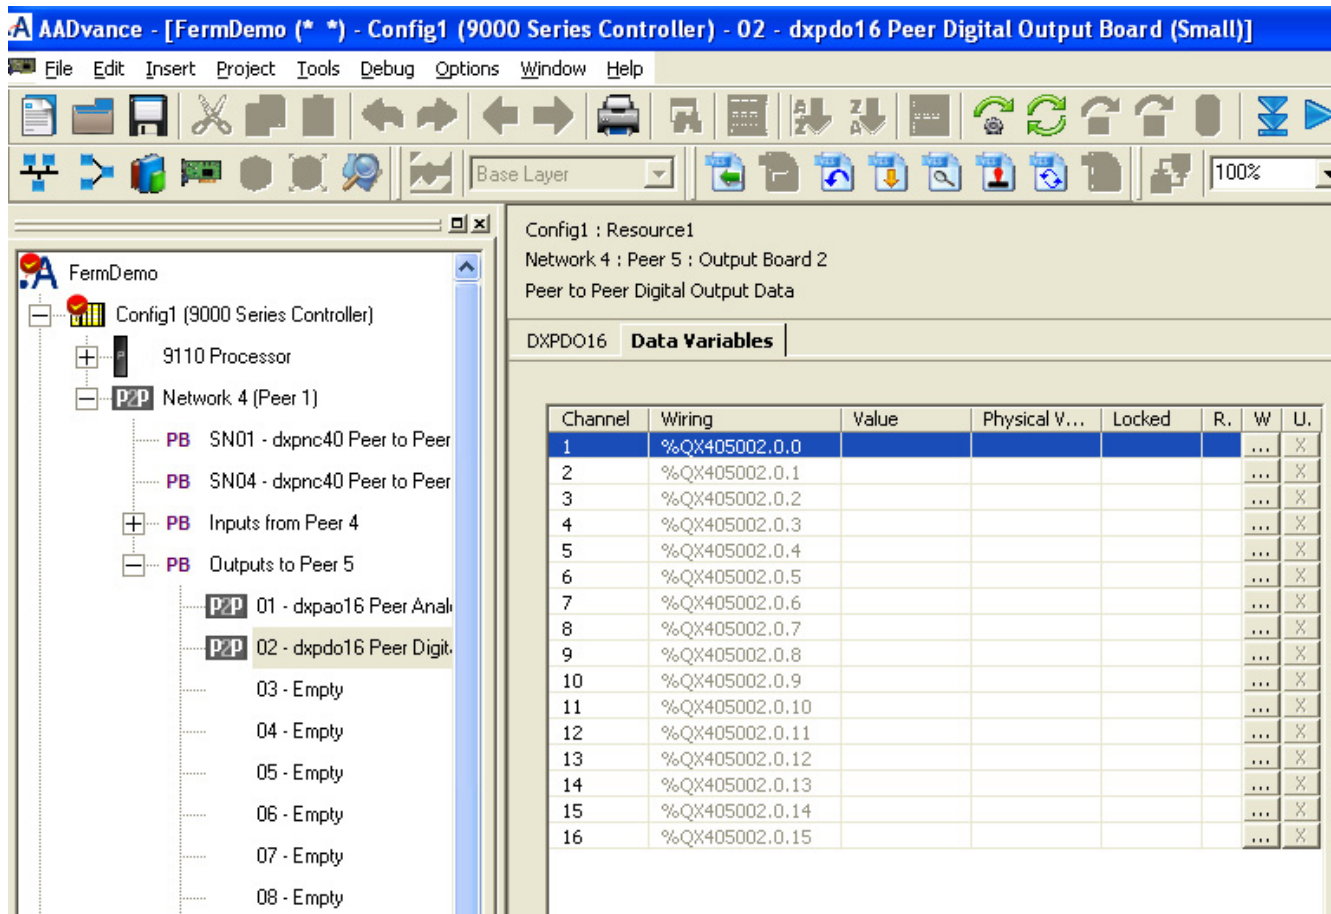 AADvance - [FermDemo (* *) - Config1 (9000 Series Controller) - 02 - dxpdo16 Peer Digital Output Board (Small)]
File Edit Insert Project Tools Debug Options Window Help
Base Layer 100%
FermDemo
Config1 (9000 Series Controller)
9110 Processor
P2P Network 4 (Peer 1)
PB SN01 - dxpnc40 Peer to Peer
PB SN04 - dxpnc40 Peer to Peer
PB Inputs from Peer 4
PB Outputs to Peer 5
P2P 01 - dxpao16 Peer Anal
P2P 02 - dxpdo16 Peer Digit
03 - Empty
04 - Empty
05 - Empty
06 - Empty
07 - Empty
08 - Empty
Config1 : Resource1
Network 4 : Peer 5 : Output Board 2
Peer to Peer Digital Output Data
DXPDO16 Data Variables
Channel Wiring Value Physical V... Locked R. W U.
1 %QX405002.0.0 ... X
2 %QX405002.0.1 ... X
3 %QX405002.0.2 ... X
4 %QX405002.0.3 ... X
5 %QX405002.0.4 ... X
6 %QX405002.0.5 ... X
7 %QX405002.0.6 ... X
8 %QX405002.0.7 ... X
9 %QX405002.0.8 ... X
10 %QX405002.0.9 ... X
11 %QX405002.0.10 ... X
12 %QX405002.0.11 ... X
13 %QX405002.0.12 ... X
14 %QX405002.0.13 ... X
15 %QX405002.0.14 ... X
16 %QX405002.0.15 ... X